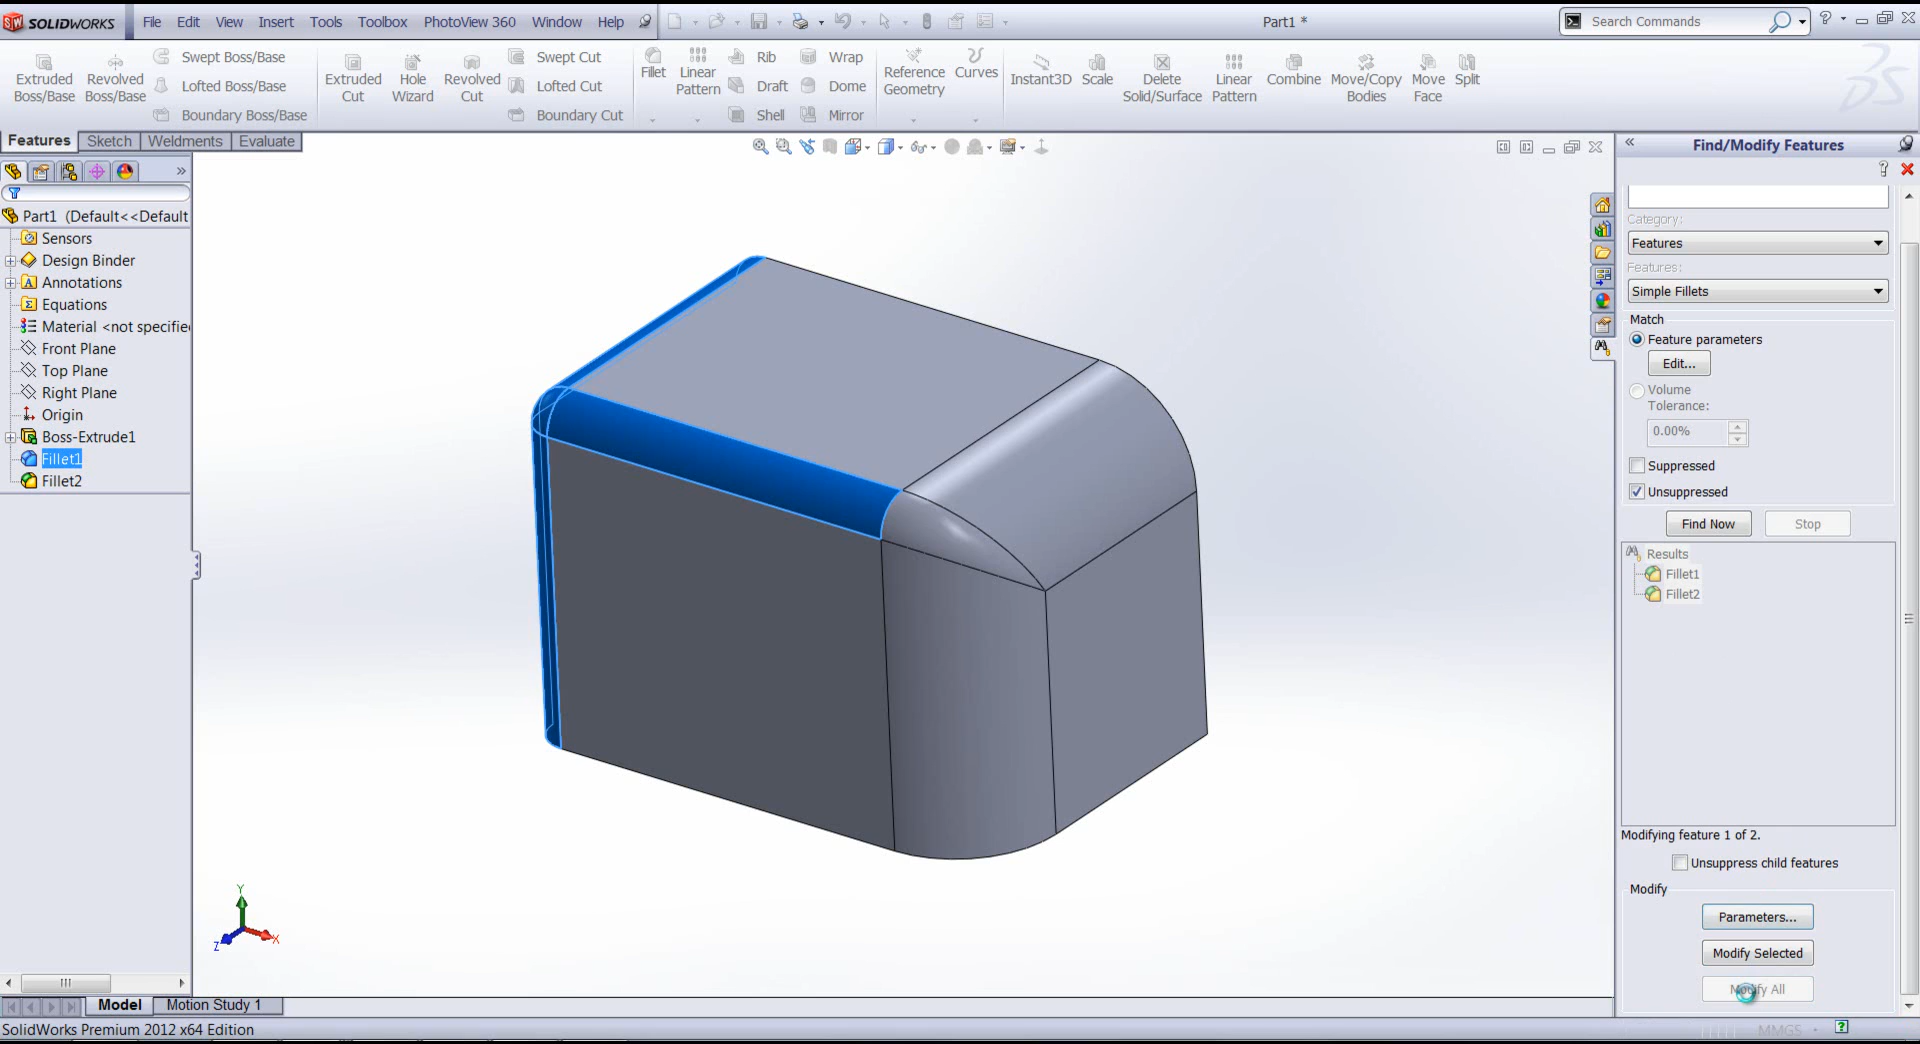 SOLIDWORKS File Edit View Insert Tools Toolbox PhotoView 360 Window Help Part1 * Search Commands ?
Extruded Boss/Base
Revolved Boss/Base
Swept Boss/Base
Lofted Boss/Base
Boundary Boss/Base
Extruded Cut
Hole Wizard
Revolved Cut
Swept Cut
Lofted Cut
Boundary Cut
Fillet
Linear Pattern
Rib
Draft
Shell
Wrap
Dome
Mirror
Reference Geometry
Curves
Instant3D
Scale
Delete Solid/Surface
Linear Pattern
Combine
Move/Copy Bodies
Move Face
Split
Features Sketch Weldments Evaluate
Part1 (Default<<Default
Sensors
Design Binder
Annotations
Equations
Material <not specifie
Front Plane
Top Plane
Right Plane
Origin
Boss-Extrude1
Fillet1
Fillet2
Y
Z
X
Find/Modify Features
?
Category:
Features
Features:
Simple Fillets
Match
Feature parameters
Edit...
Volume
Tolerance:
0.00%
Suppressed
Unsuppressed
Find Now Stop
Results
Fillet1
Fillet2
Modifying feature 1 of 2.
Unsuppress child features
Modify
Parameters...
Modify Selected
Modify All
Model Motion Study 1
SolidWorks Premium 2012 x64 Edition MMGS ?